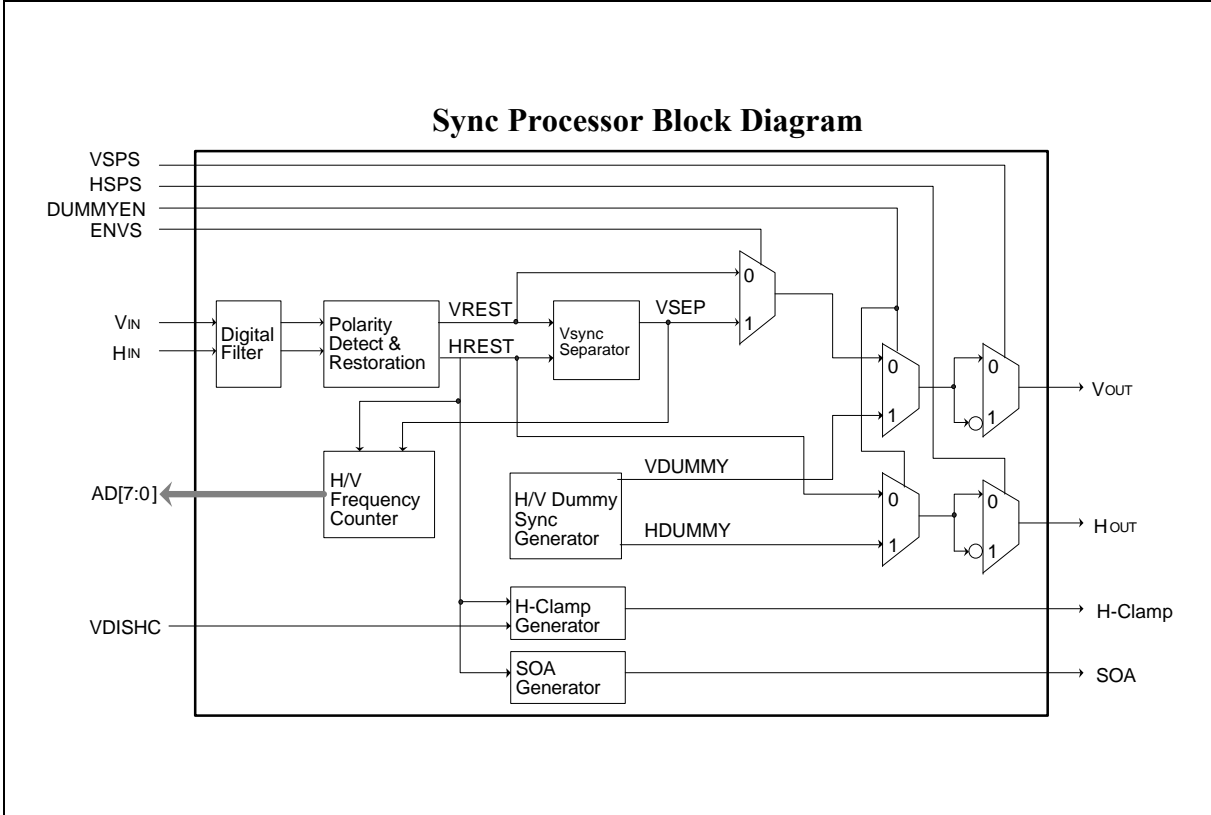 Sync Processor Block Diagram
VSPS
HSPS
DUMMYEN
ENVS
0
VREST
VSEP
1
VIN
HIN
Digital
Filter
Polarity
Detect &
Restoration
HREST
Vsync
Separator
0
1
0
1
VOUT
AD[7:0]
H/V
Frequency
Counter
H/V Dummy
Sync
Generator
VDUMMY
HDUMMY
0
1
0
1
HOUT
VDISHC
H-Clamp
Generator
H-Clamp
SOA
Generator
SOA